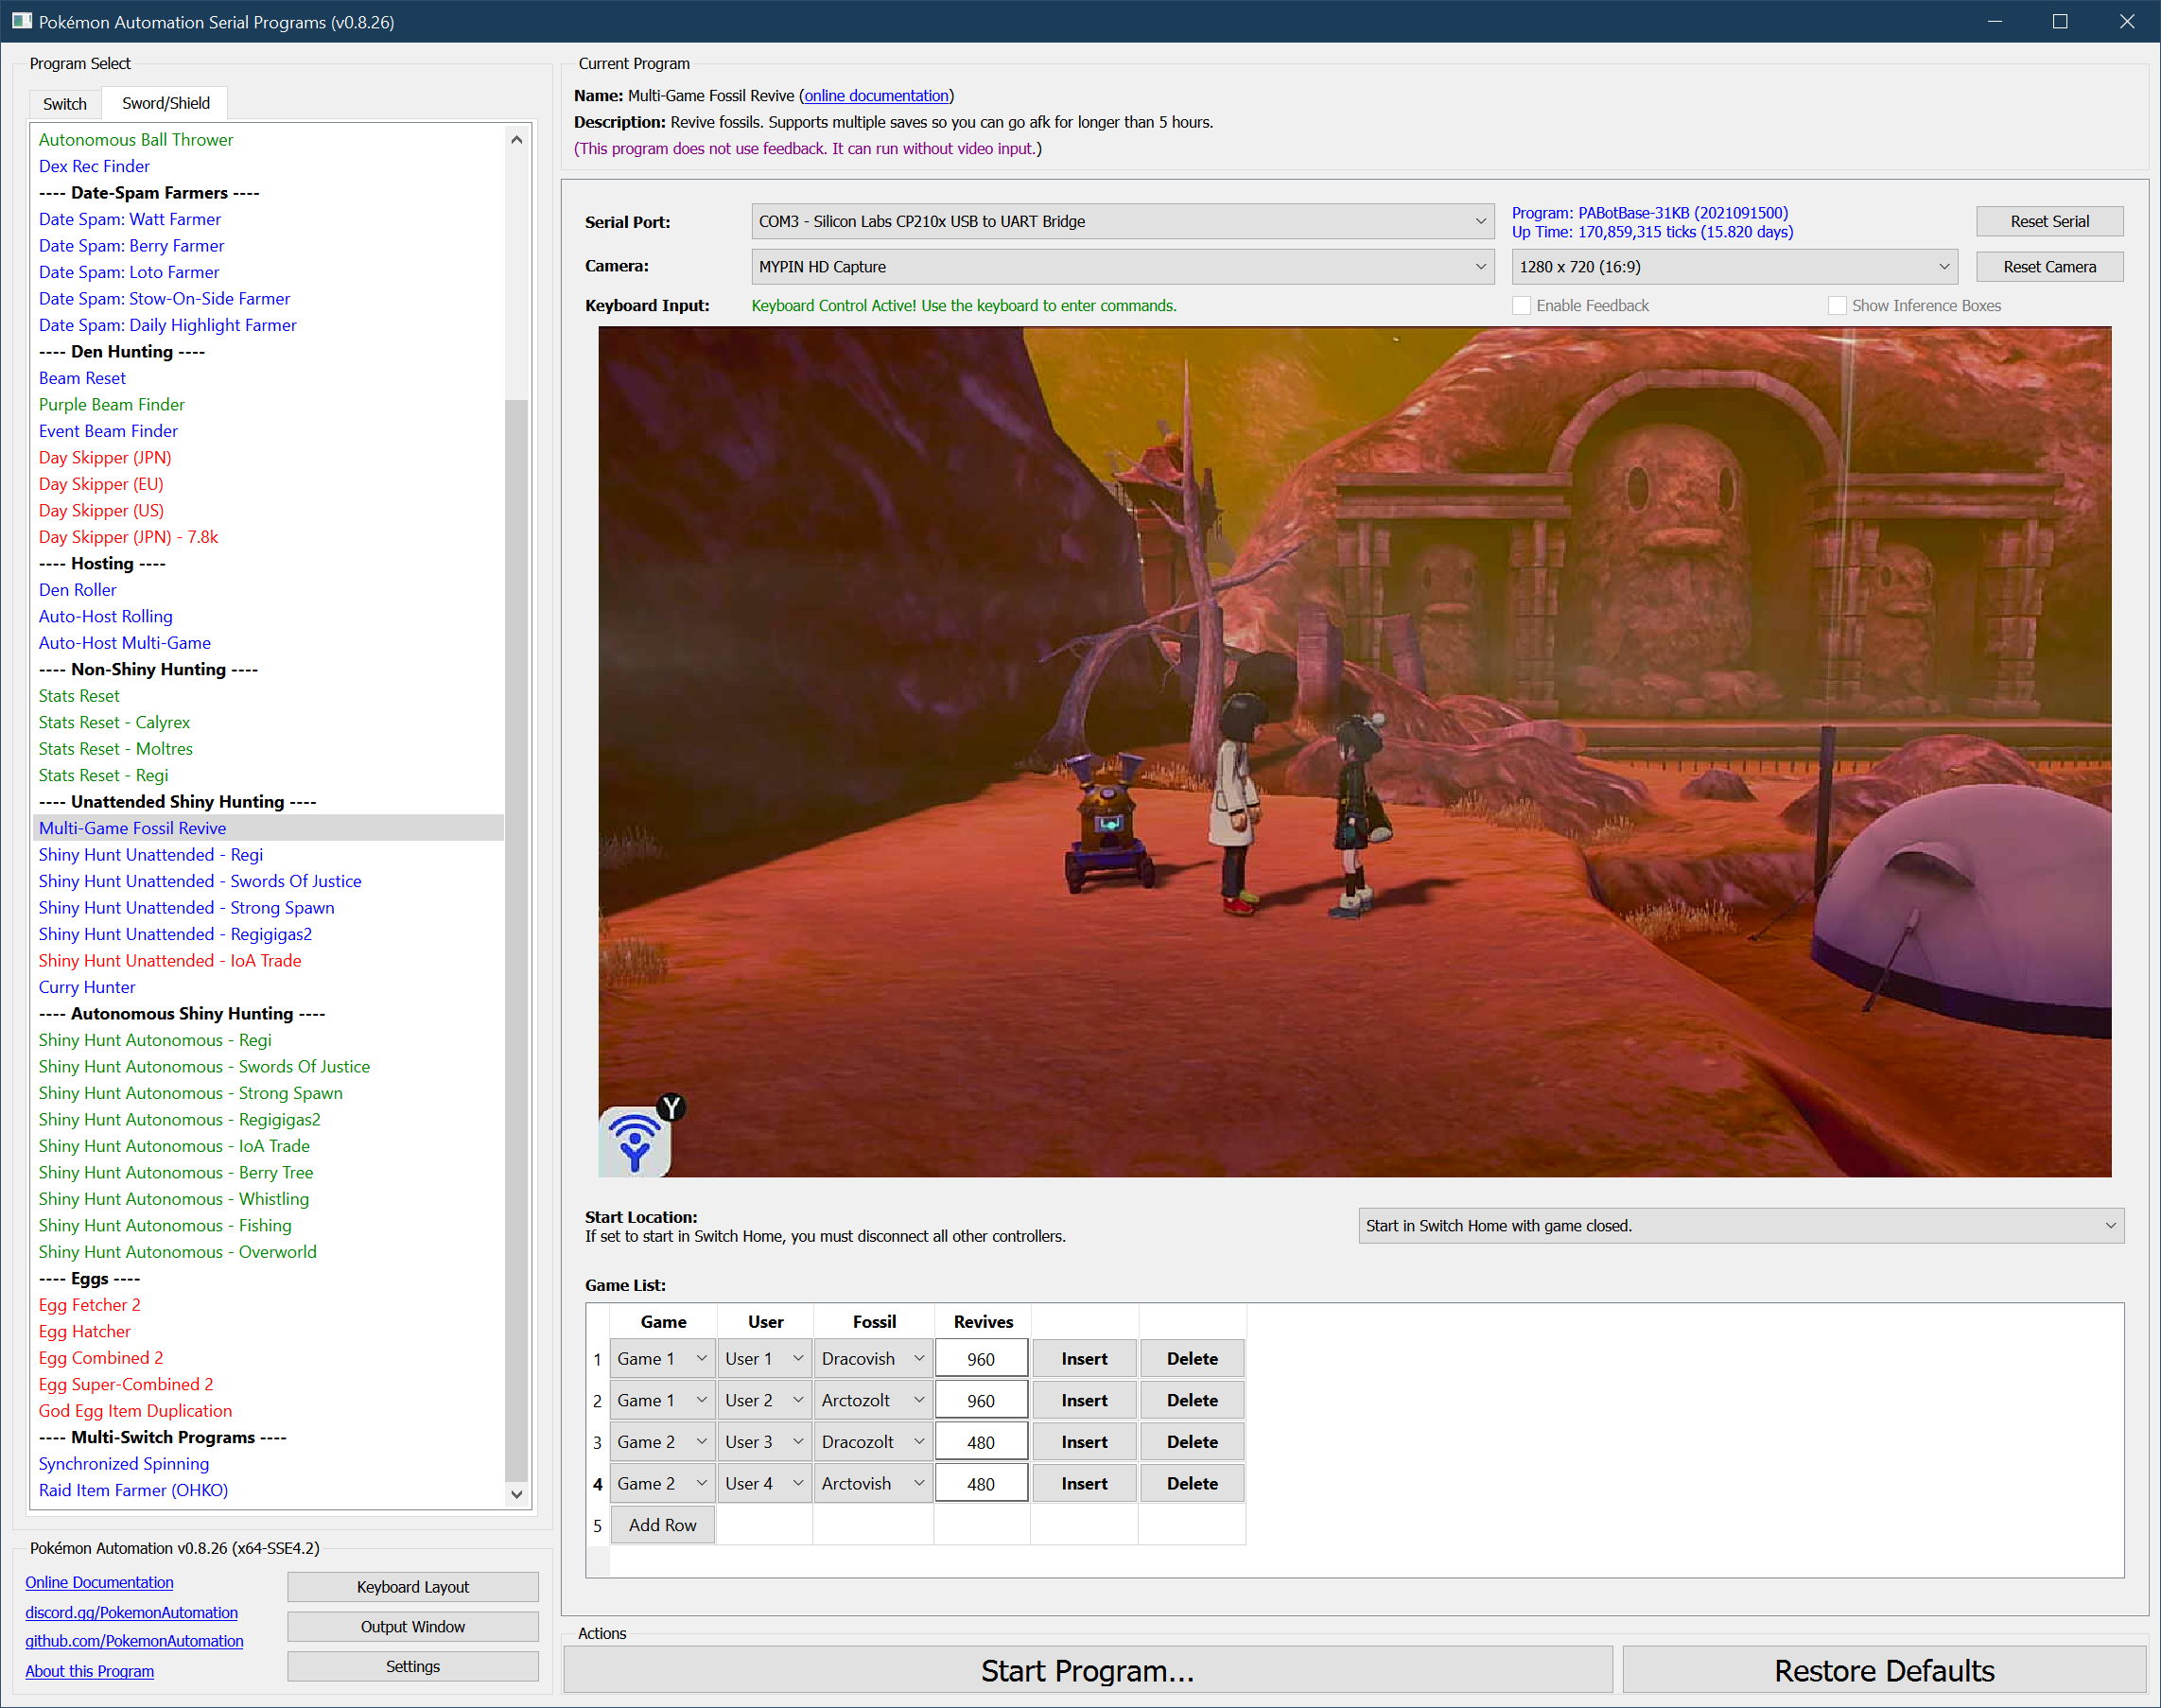 Pokémon Automation Serial Programs (v0.8.26)
Program Select
Switch
Sword/Shield
Autonomous Ball Thrower
Dex Rec Finder
---- Date-Spam Farmers ----
Date Spam: Watt Farmer
Date Spam: Berry Farmer
Date Spam: Loto Farmer
Date Spam: Stow-On-Side Farmer
Date Spam: Daily Highlight Farmer
---- Den Hunting ----
Beam Reset
Purple Beam Finder
Event Beam Finder
Day Skipper (JPN)
Day Skipper (EU)
Day Skipper (US)
Day Skipper (JPN) - 7.8k
---- Hosting ----
Den Roller
Auto-Host Rolling
Auto-Host Multi-Game
---- Non-Shiny Hunting ----
Stats Reset
Stats Reset - Calyrex
Stats Reset - Moltres
Stats Reset - Regi
---- Unattended Shiny Hunting ----
Multi-Game Fossil Revive
Shiny Hunt Unattended - Regi
Shiny Hunt Unattended - Swords Of Justice
Shiny Hunt Unattended - Strong Spawn
Shiny Hunt Unattended - Regigigas2
Shiny Hunt Unattended - IoA Trade
Curry Hunter
---- Autonomous Shiny Hunting ----
Shiny Hunt Autonomous - Regi
Shiny Hunt Autonomous - Swords Of Justice
Shiny Hunt Autonomous - Strong Spawn
Shiny Hunt Autonomous - Regigigas2
Shiny Hunt Autonomous - IoA Trade
Shiny Hunt Autonomous - Berry Tree
Shiny Hunt Autonomous - Whistling
Shiny Hunt Autonomous - Fishing
Shiny Hunt Autonomous - Overworld
---- Eggs ----
Egg Fetcher 2
Egg Hatcher
Egg Combined 2
Egg Super-Combined 2
God Egg Item Duplication
---- Multi-Switch Programs ----
Synchronized Spinning
Raid Item Farmer (OHKO)
Pokémon Automation v0.8.26 (x64-SSE4.2)
Online Documentation
discord.gg/PokemonAutomation
github.com/PokemonAutomation
About this Program
Keyboard Layout
Output Window
Settings
Current Program
Name: Multi-Game Fossil Revive (online documentation)
Description: Revive fossils. Supports multiple saves so you can go afk for longer than 5 hours.
(This program does not use feedback. It can run without video input.)
Serial Port: COM3 - Silicon Labs CP210x USB to UART Bridge
Program: PABotBase-31KB (2021091500)
Up Time: 170,859,315 ticks (15.820 days)
Reset Serial
Camera: MYPIN HD Capture 1280 x 720 (16:9) Reset Camera
Keyboard Input: Keyboard Control Active! Use the keyboard to enter commands. Enable Feedback Show Inference Boxes
Y
Start Location:
If set to start in Switch Home, you must disconnect all other controllers.
Start in Switch Home with game closed.
Game List:
Game User Fossil Revives
1 Game 1 User 1 Dracovish 960 Insert Delete
2 Game 1 User 2 Arctozolt 960 Insert Delete
3 Game 2 User 3 Dracozolt 480 Insert Delete
4 Game 2 User 4 Arctovish 480 Insert Delete
5 Add Row
Actions
Start Program...
Restore Defaults